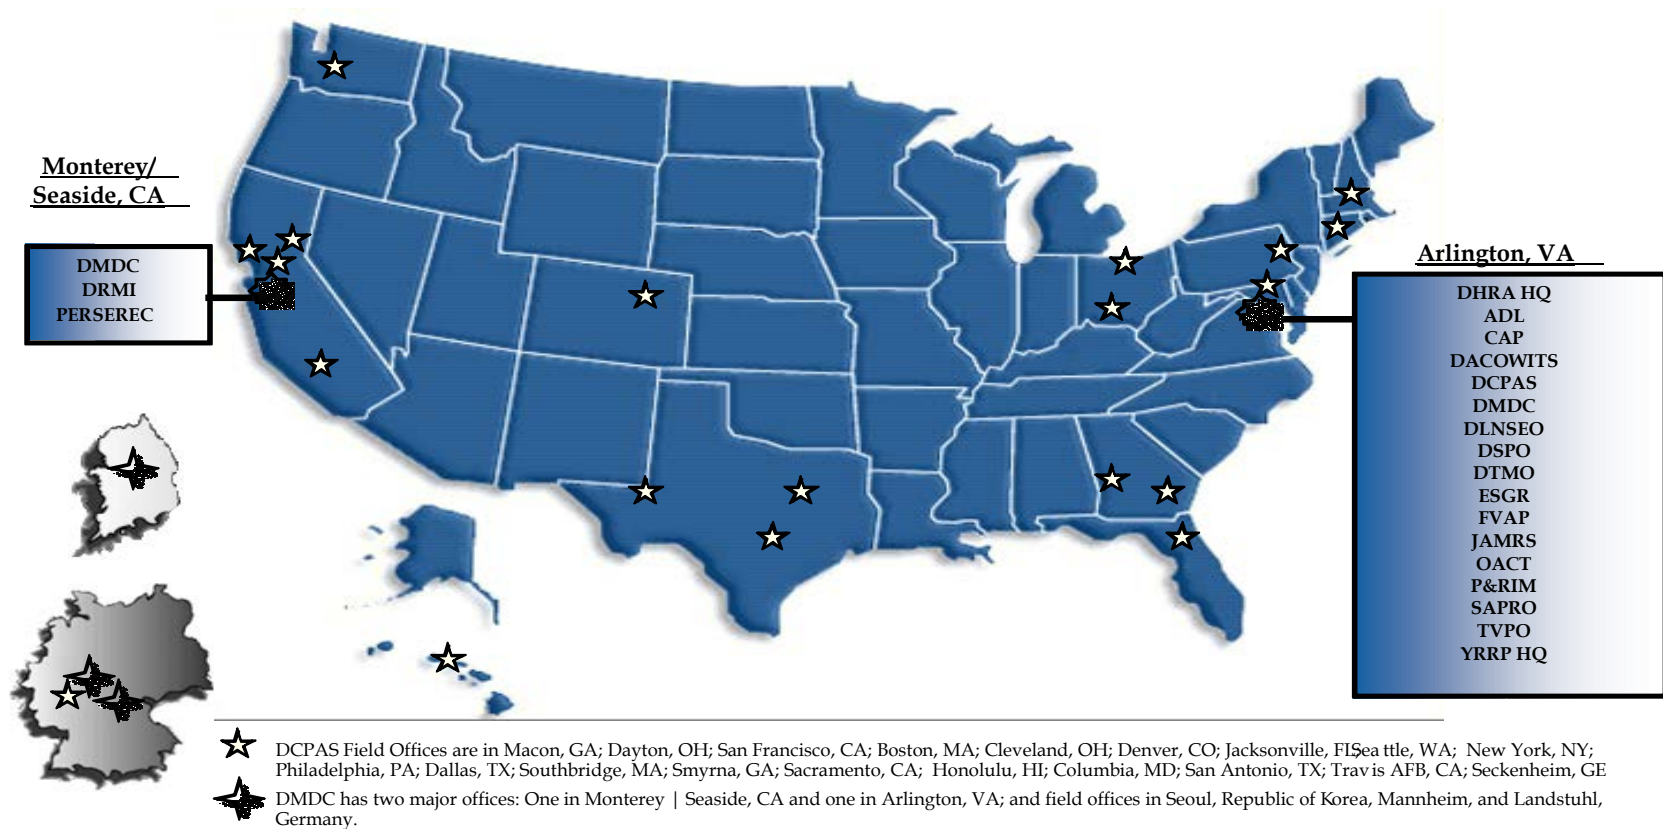 Monterey/
Seaside, CA
DMDC
DRMI
PERSEREC
Arlington, VA
DHRA HQ
ADL
CAP
DACOWITS
DCPAS
DMDC
DLNSEO
DSPO
DTMO
ESGR
FVAP
JAMRS
OACT
P&RIM
SAPRO
TVPO
YRRP HQ
DCPAS Field Offices are in Macon, GA; Dayton, OH; San Francisco, CA; Boston, MA; Cleveland, OH; Denver, CO; Jacksonville, FL; Seattle, WA; New York, NY;
Philadelphia, PA; Dallas, TX; Southbridge, MA; Smyrna, GA; Sacramento, CA; Honolulu, HI; Columbia, MD; San Antonio, TX; Travis AFB, CA; Seckenheim, GE
DMDC has two major offices: One in Monterey | Seaside, CA and one in Arlington, VA; and field offices in Seoul, Republic of Korea, Mannheim, and Landstuhl,
Germany.